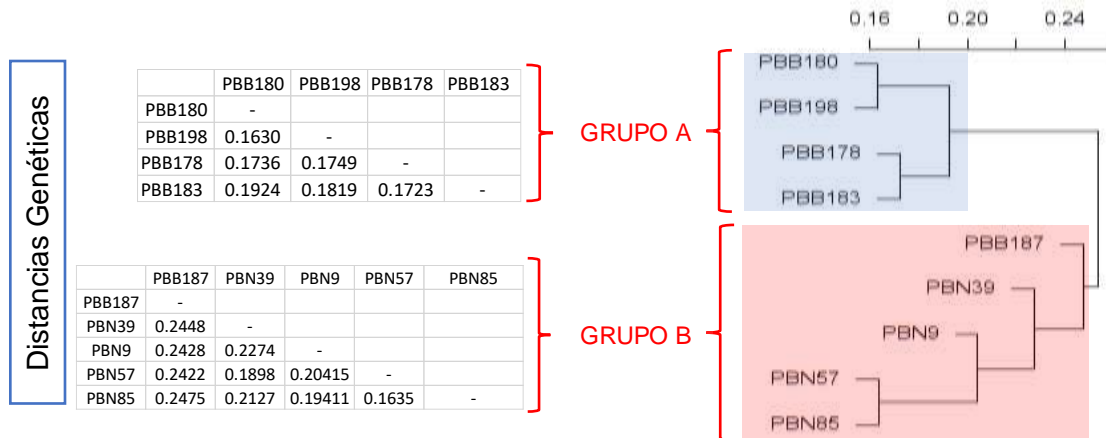 Distancias Genéticas
PBB180 PBB198 PBB178 PBB183
PBB180 -
PBB198 0.1630 -
PBB178 0.1736 0.1749 -
PBB183 0.1924 0.1819 0.1723 -
PBB187 PBN39 PBN9 PBN57 PBN85
PBB187 -
PBN39 0.2448 -
PBN9 0.2428 0.2274 -
PBN57 0.2422 0.1898 0.20415 -
PBN85 0.2475 0.2127 0.19411 0.1635 -
GRUPO A
GRUPO B
0.16 0.20 0.24
PBB180
PBB198
PBB178
PBB183
PBB187
PBN39
PBN9
PBN57
PBN85